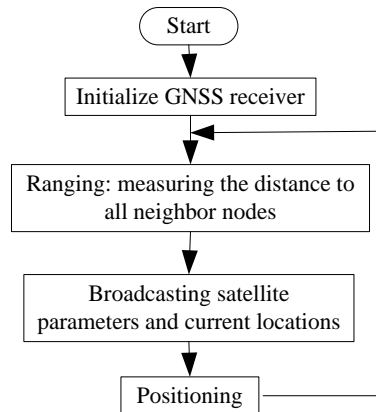 Start
Initialize GNSS receiver
Ranging: measuring the distance to
all neighbor nodes
Broadcasting satellite
parameters and current locations
Positioning